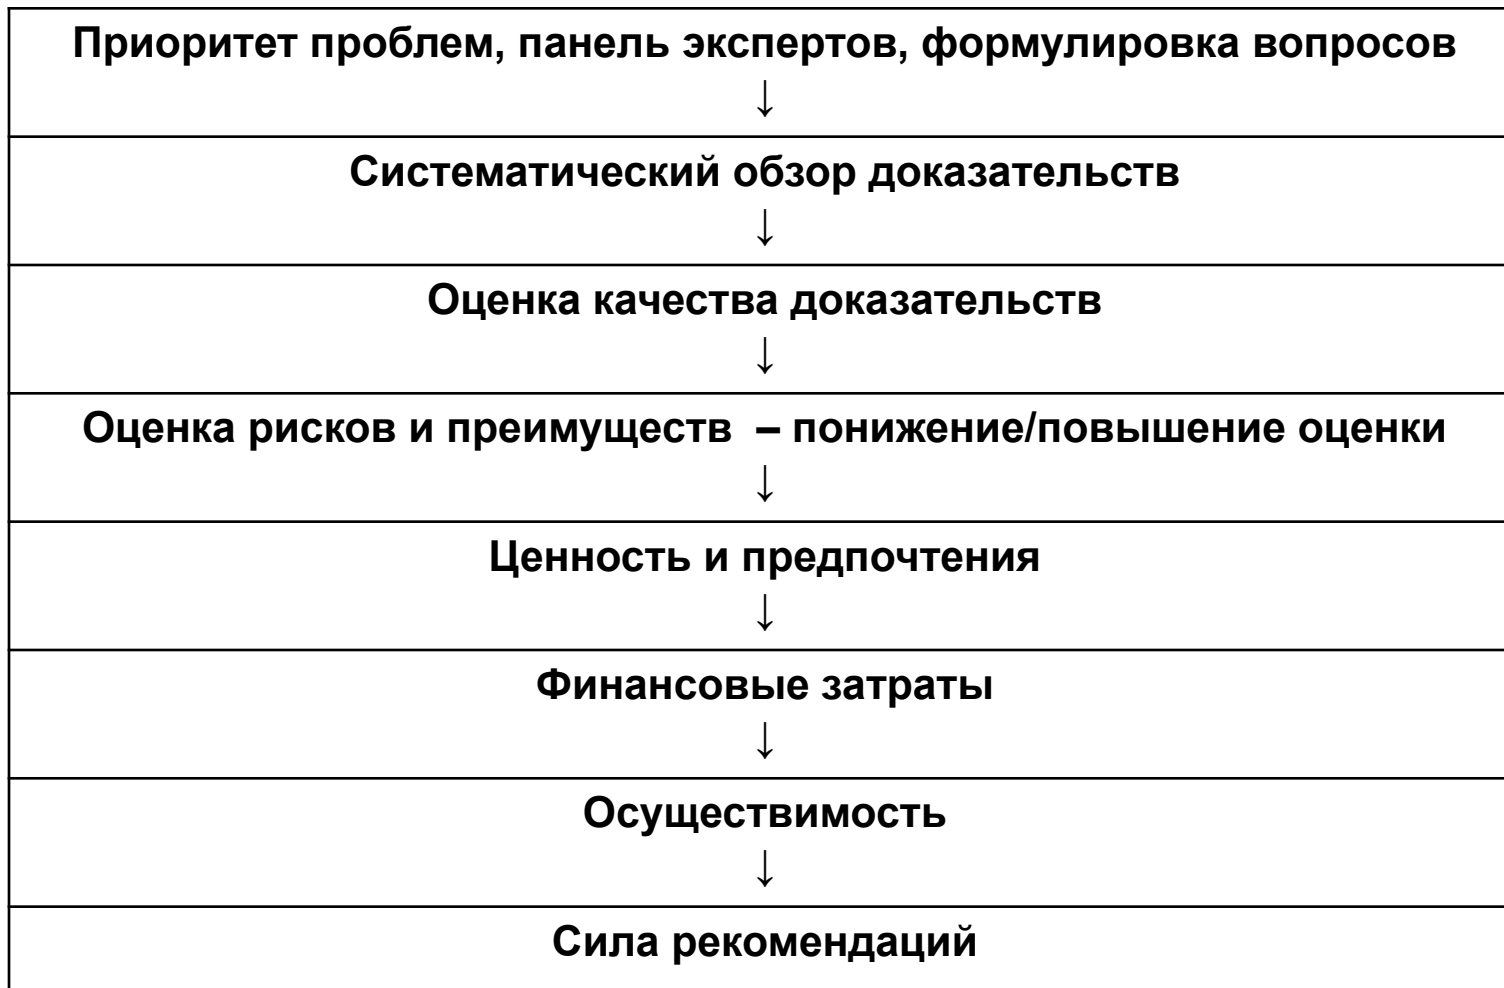 Приоритет проблем, панель экспертов, формулировка вопросов
↓
Систематический обзор доказательств
↓
Оценка качества доказательств
↓
Оценка рисков и преимуществ – понижение/повышение оценки
↓
Ценность и предпочтения
↓
Финансовые затраты
↓
Осуществимость
↓
Сила рекомендаций